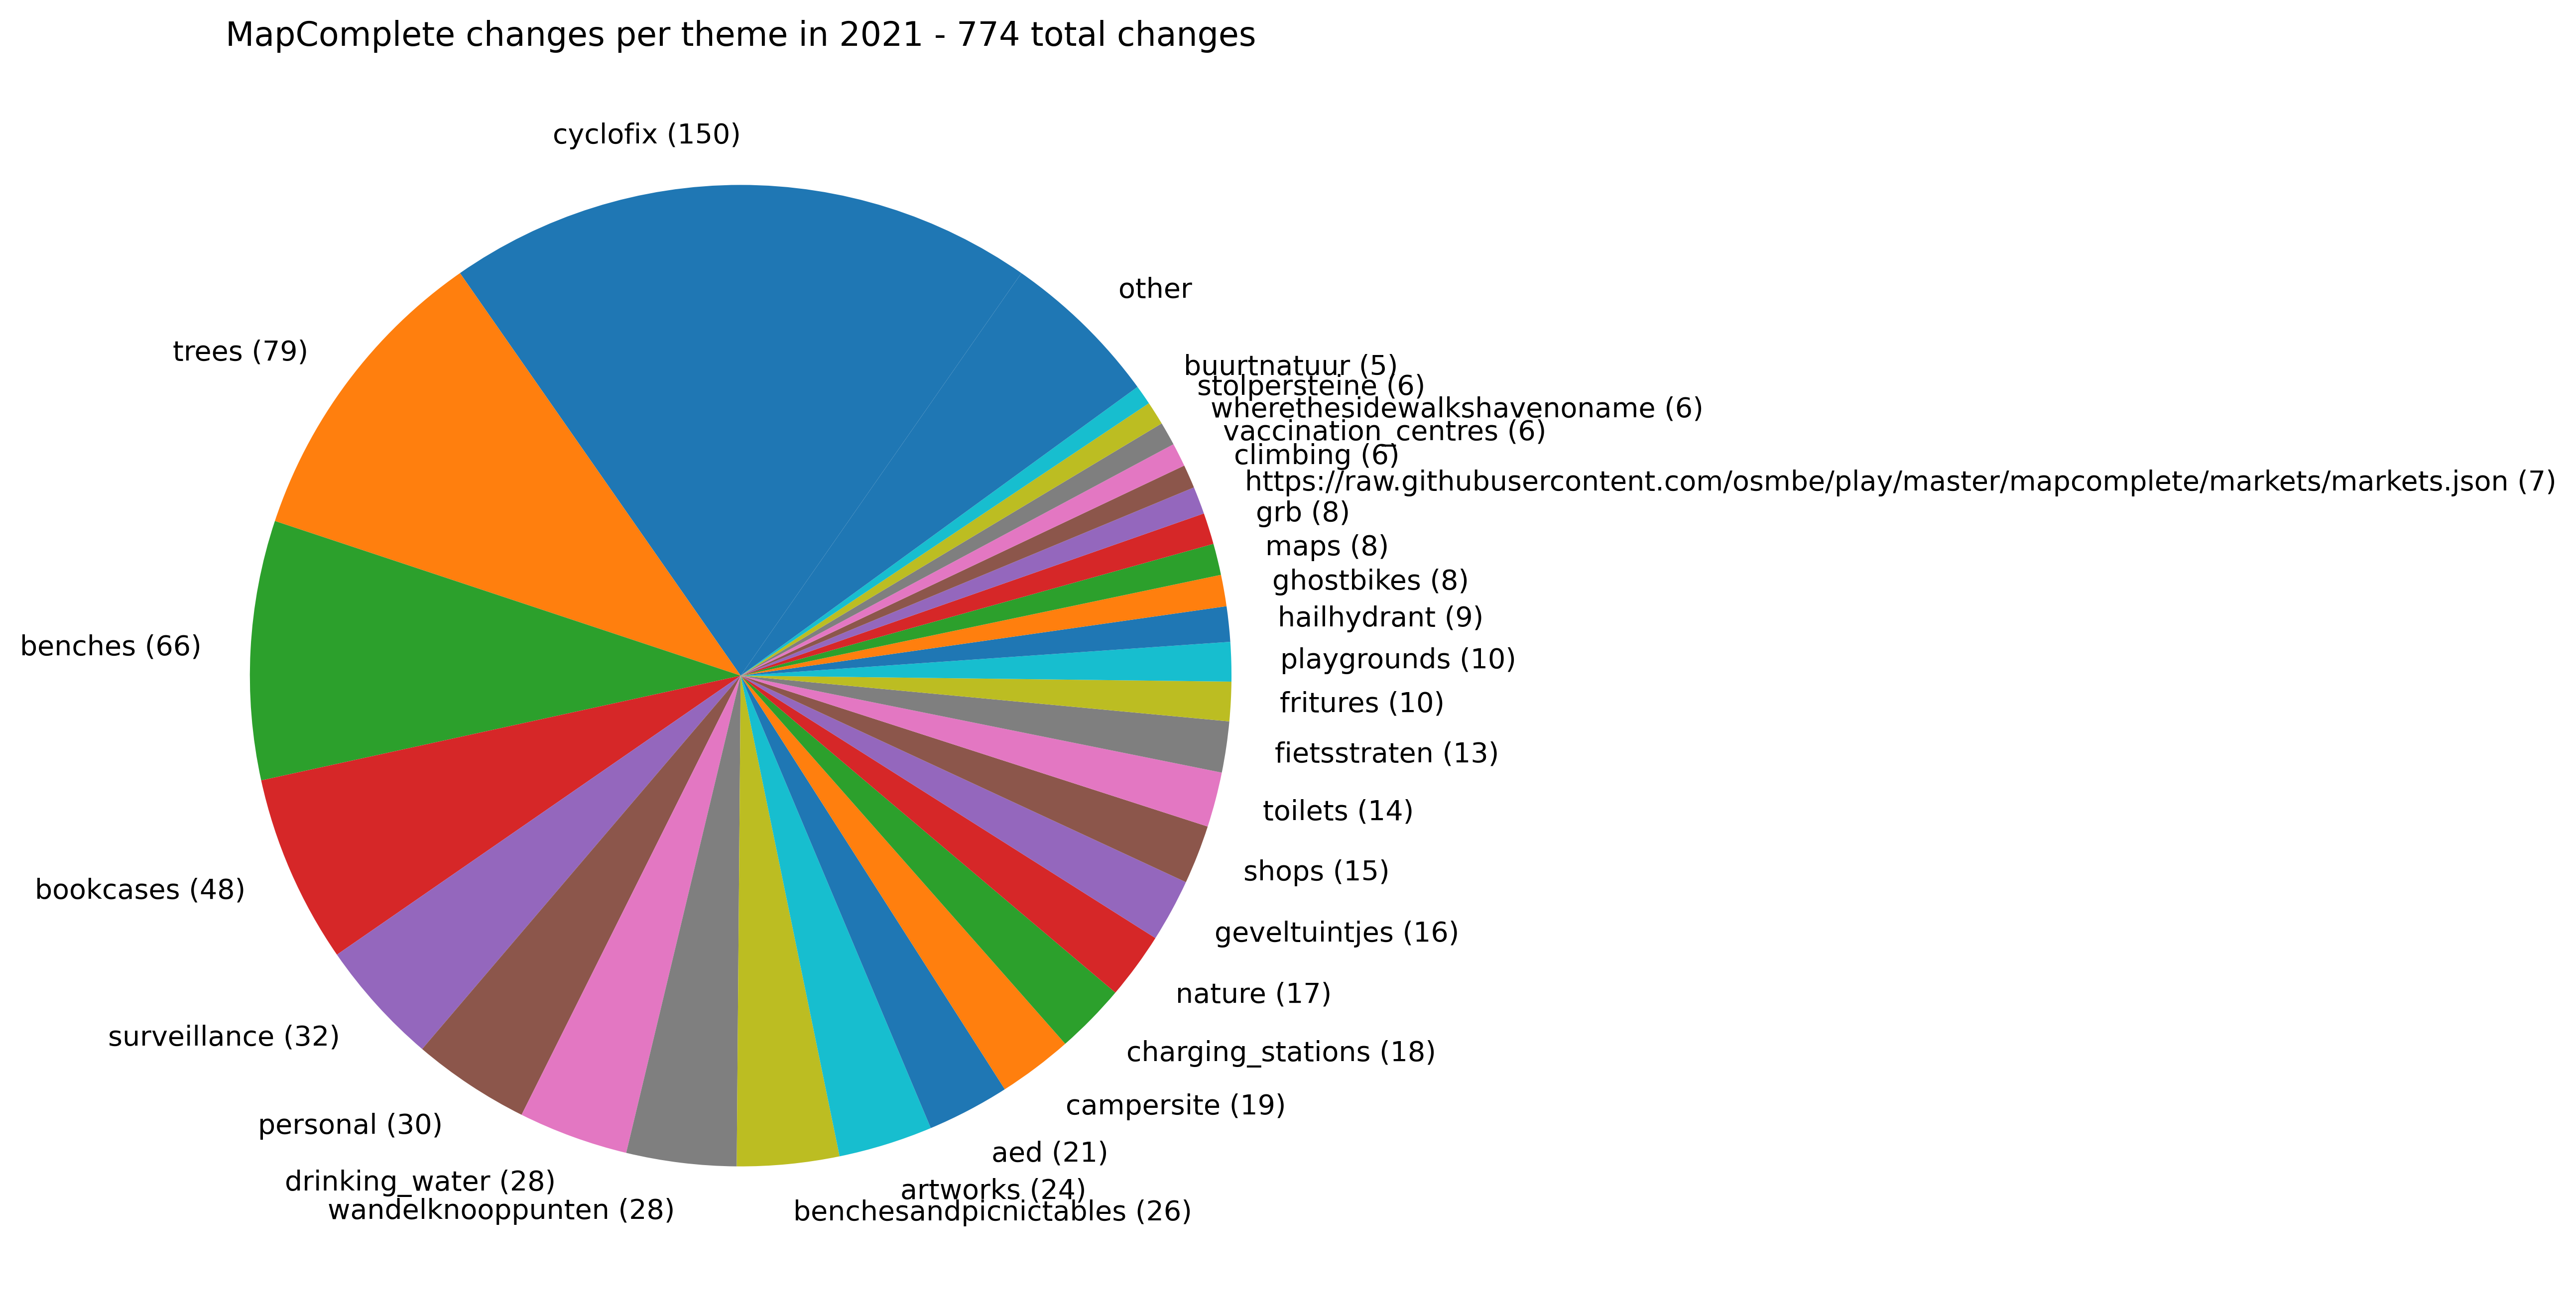 MapComplete changes per theme in 2021 - 774 total changes
cyclofix (150)
other
trees (79)
buurtnatuur (5)
stolpersteine (6)
wherethesidewalkshavenoname (6)
vaccination_centres (6)
climbing (6)
https://raw.githubusercontent.com/osmbe/play/master/mapcomplete/markets/markets.json (7)
grb (8)
maps (8)
ghostbikes (8)
hailhydrant (9)
benches (66)
playgrounds (10)
fritures (10)
fietsstraten (13)
toilets (14)
shops (15)
bookcases (48)
geveltuintjes (16)
nature (17)
surveillance (32)
charging_stations (18)
campersite (19)
personal (30)
aed (21)
drinking_water (28)
artworks (24)
wandelknooppunten (28)
benchesandpicnictables (26)